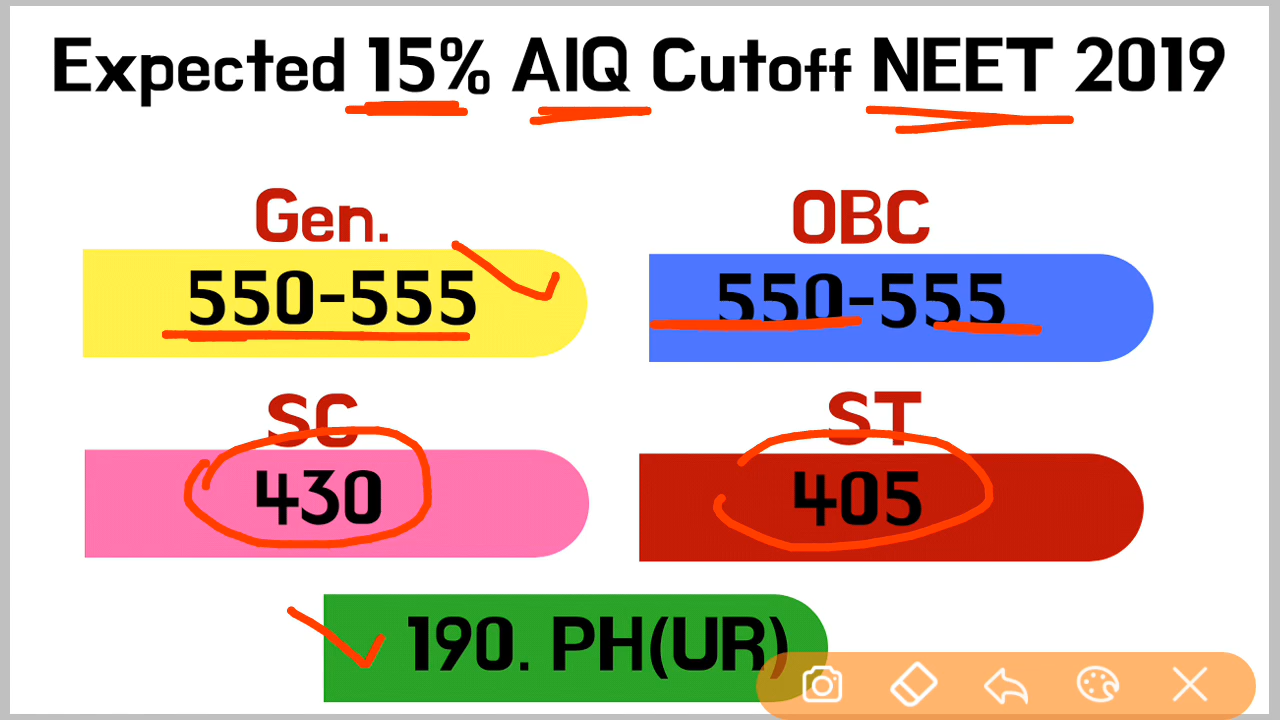 Expected 15% AIQ Cutoff NEET 2019
Gen.
550-555
OBC
550-555
SC
430
ST
405
190. PH(UR)